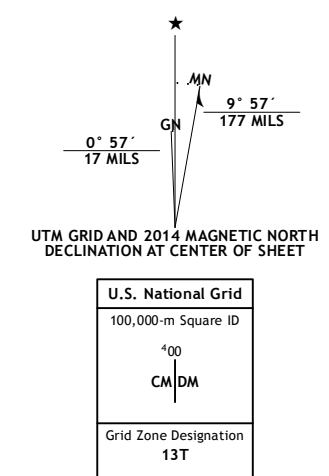 ★
MN
GN
9° 57´
177 MILS
0° 57´
17 MILS
UTM GRID AND 2014 MAGNETIC NORTH
DECLINATION AT CENTER OF SHEET
U.S. National Grid
100,000-m Square ID
⁴00
CM DM
Grid Zone Designation
13T